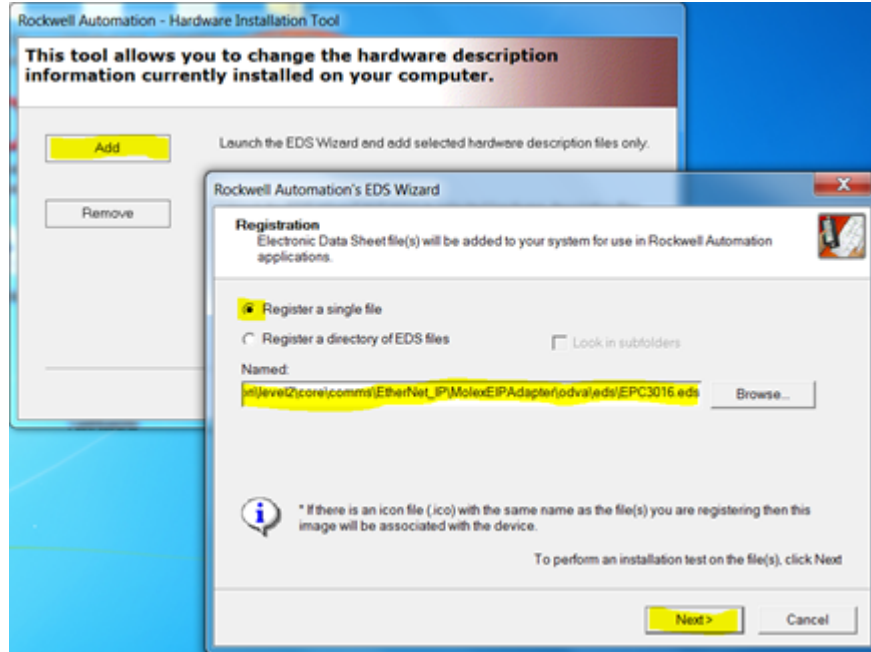 Rockwell Automation - Hardware Installation Tool
This tool allows you to change the hardware description
information currently installed on your computer.
Add
Launch the EDS Wizard and add selected hardware description files only.
Remove
Rockwell Automation's EDS Wizard
Registration
Electronic Data Sheet file(s) will be added to your system for use in Rockwell Automation
applications.
Register a single file
Register a directory of EDS files
Look in subfolders
Named:
\level2\core\comms\EtherNet_IP\MolexEIPAdapter\odva\eds\EPC3016.eds
Browse...
* If there is an icon file (.ico) with the same name as the file(s) you are registering then this
image will be associated with the device.
To perform an installation test on the file(s), click Next
Next >
Cancel